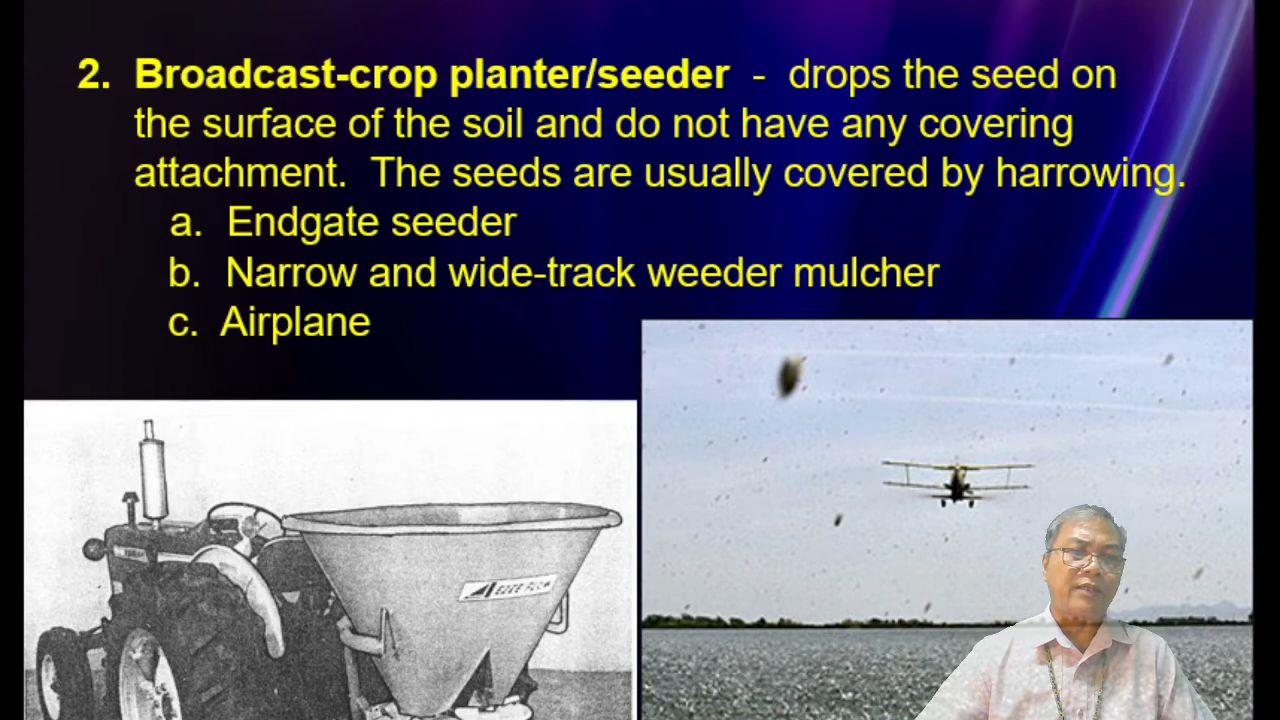 2. Broadcast-crop planter/seeder - drops the seed on
the surface of the soil and do not have any covering
attachment. The seeds are usually covered by harrowing.
a. Endgate seeder
b. Narrow and wide-track weeder mulcher
c. Airplane